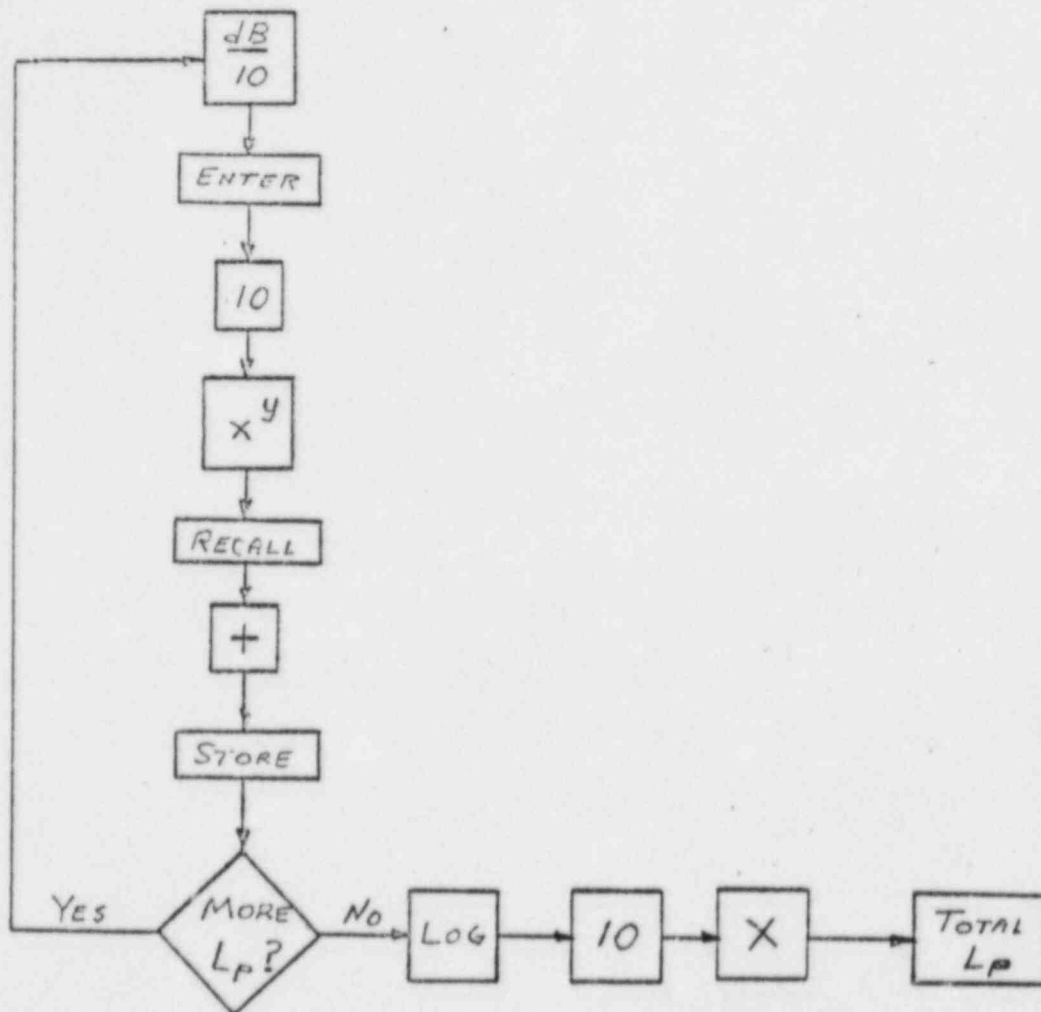 dB
10
ENTER
10
x^y
RECALL
+
STORE
MORE
Lp?
YES
NO
LOG
10
X
TOTAL
Lp